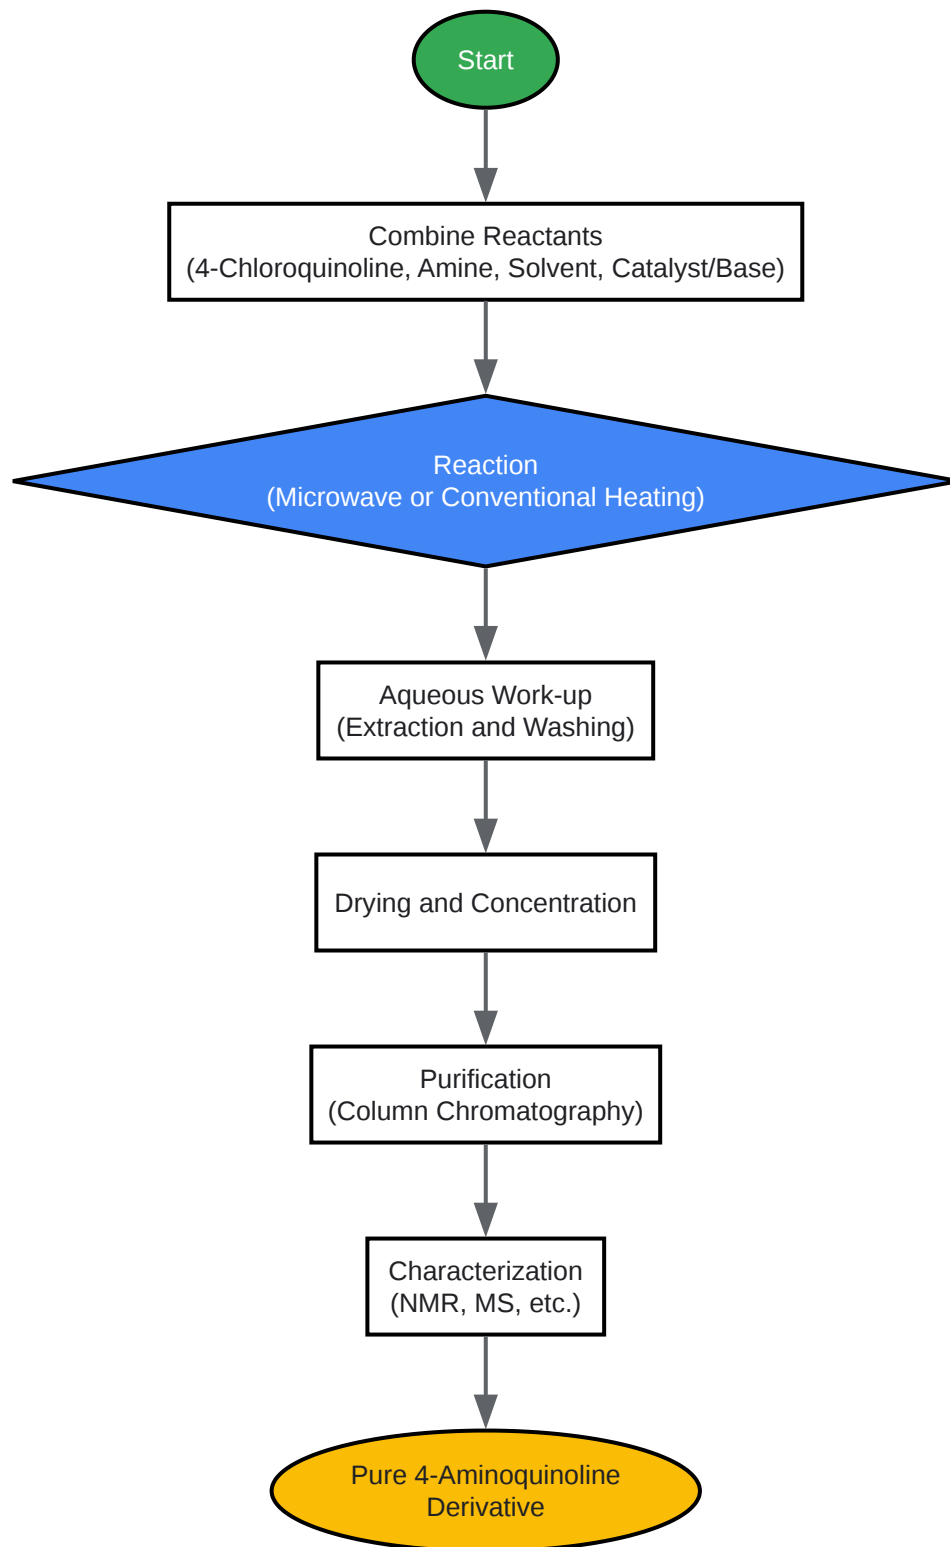 Start
Combine Reactants
(4-Chloroquinoline, Amine, Solvent, Catalyst/Base)
Reaction
(Microwave or Conventional Heating)
Aqueous Work-up
(Extraction and Washing)
Drying and Concentration
Purification
(Column Chromatography)
Characterization
(NMR, MS, etc.)
Pure 4-Aminoquinoline
Derivative